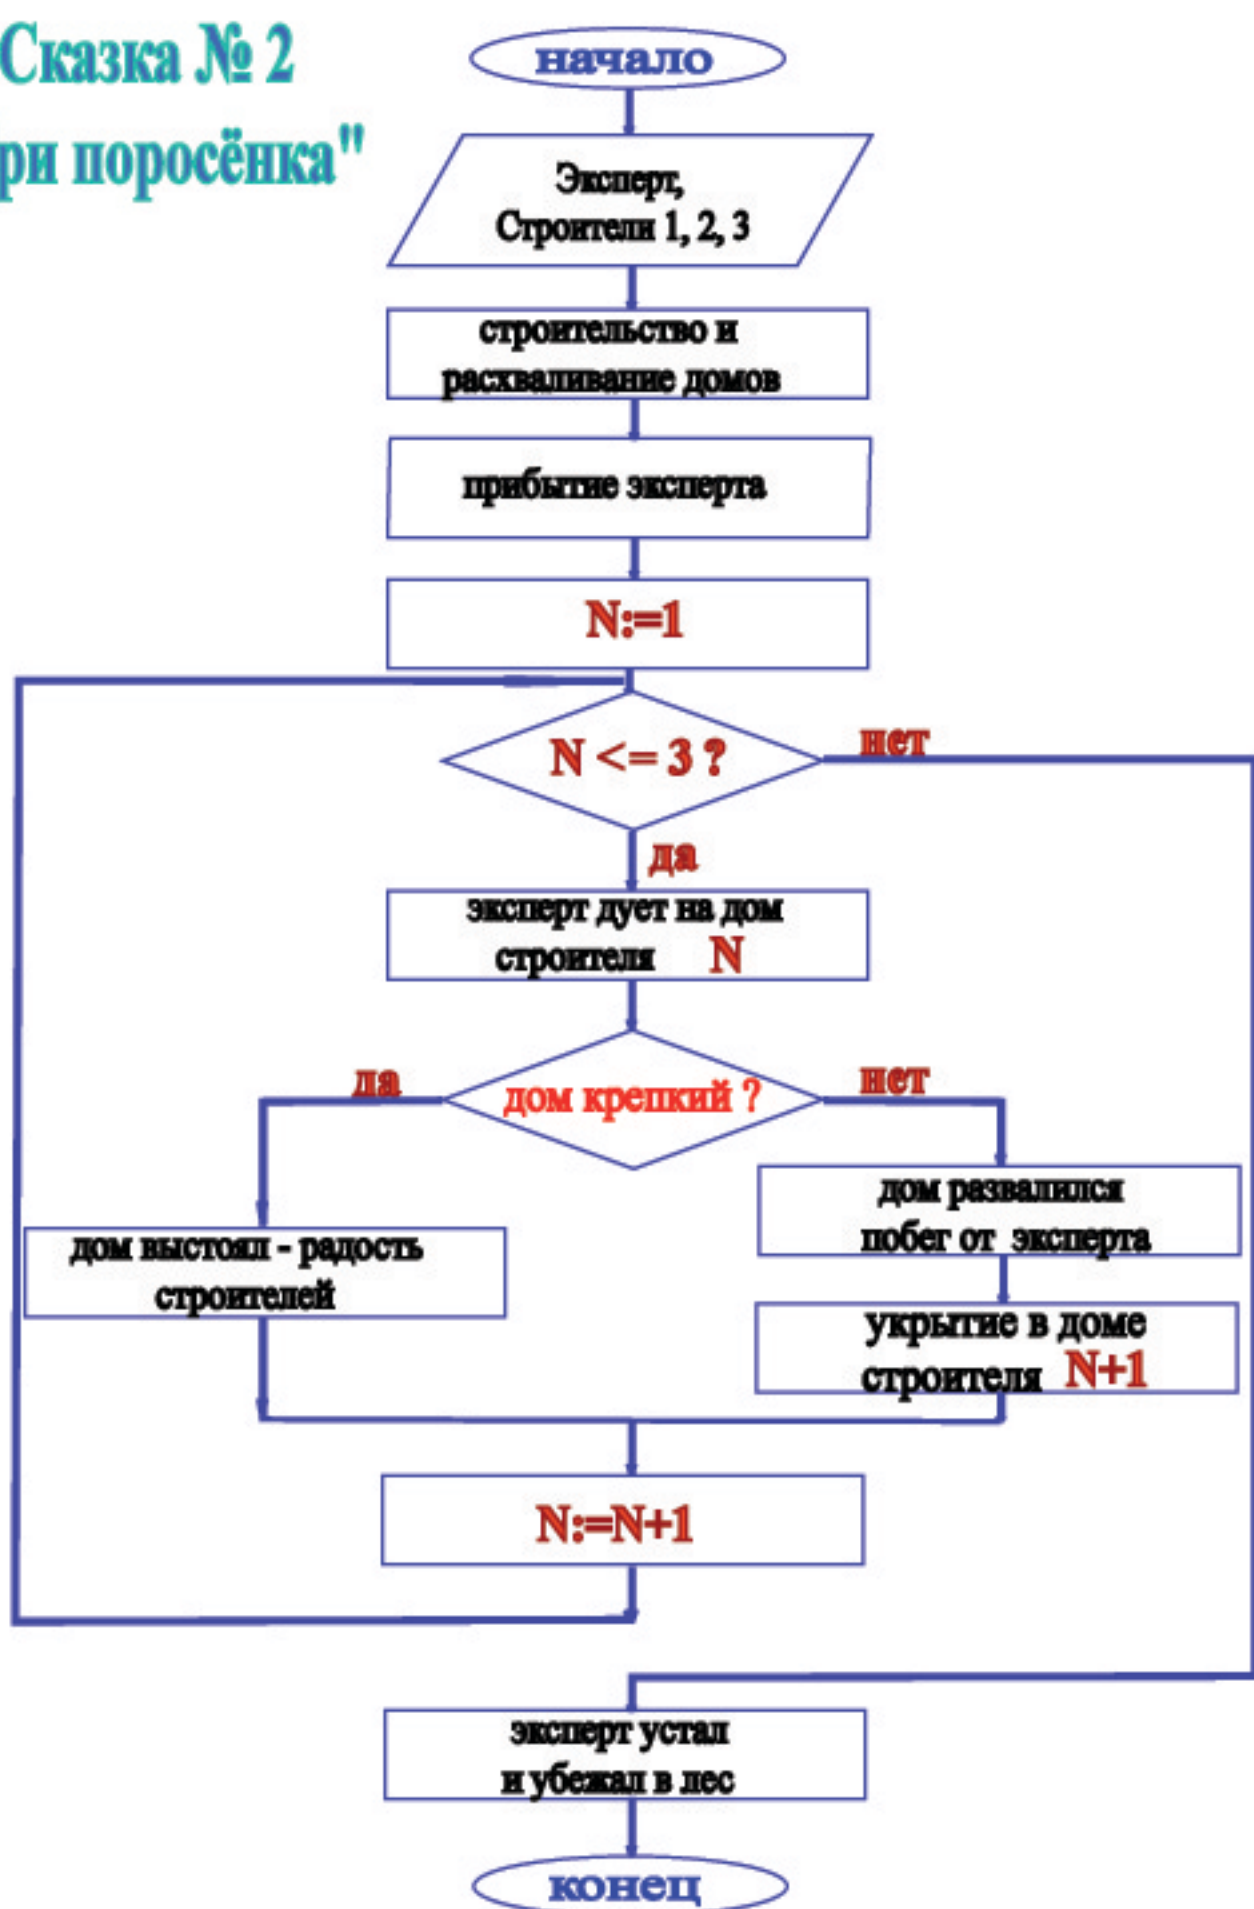 Сказка № 2
ри поросёнка"
начало
Эксперт,
Строители 1, 2, 3
строительство и
расхваливание домов
прибытие эксперта
N:=1
N <= 3 ?
нет
да
эксперт дует на дом
строителя N
да
дом крепкий ?
нет
дом развалился
побег от эксперта
дом выстоял - радость
строителей
укрытие в доме
строителя N+1
N:=N+1
эксперт устал
и убежал в лес
конец